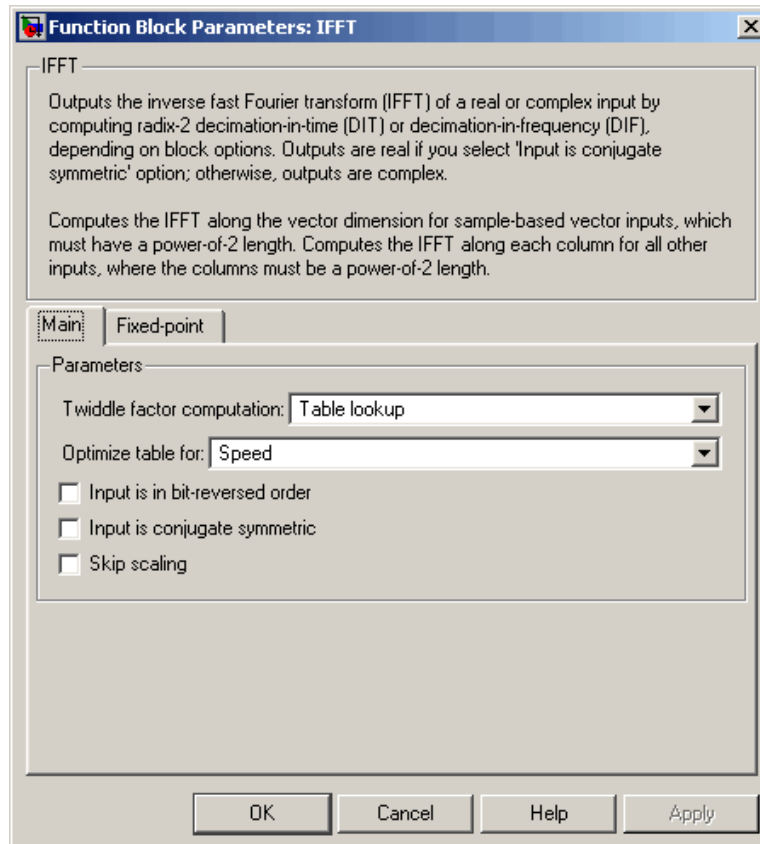 Function Block Parameters: IFFT
IFFT
Outputs the inverse fast Fourier transform (IFFT) of a real or complex input by
computing radix-2 decimation-in-time (DIT) or decimation-in-frequency (DIF),
depending on block options. Outputs are real if you select 'Input is conjugate
symmetric' option; otherwise, outputs are complex.
Computes the IFFT along the vector dimension for sample-based vector inputs, which
must have a power-of-2 length. Computes the IFFT along each column for all other
inputs, where the columns must be a power-of-2 length.
Main Fixed-point
Parameters
Twiddle factor computation: Table lookup
Optimize table for: Speed
Input is in bit-reversed order
Input is conjugate symmetric
Skip scaling
OK Cancel Help Apply